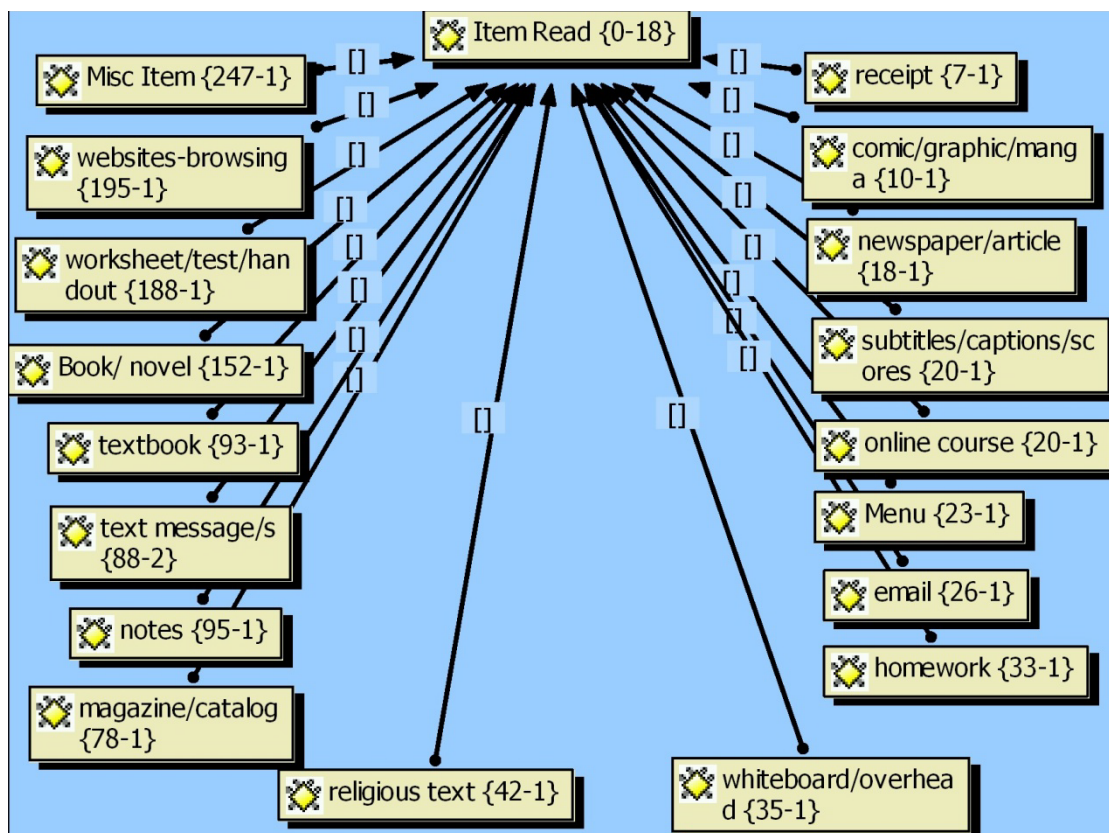 Item Read {0-18}
[]
Misc Item {247-1}
[]
websites-browsing
{195-1}
[]
worksheet/test/han
dout {188-1}
[]
Book/ novel {152-1}
[]
textbook {93-1}
[]
text message/s
{88-2}
[]
notes {95-1}
[]
magazine/catalog
{78-1}
[]
religious text {42-1}
[]
whiteboard/overhea
d {35-1}
[]
receipt {7-1}
[]
comic/graphic/mang
a {10-1}
[]
newspaper/article
{18-1}
[]
subtitles/captions/sc
ores {20-1}
[]
online course {20-1}
[]
Menu {23-1}
[]
email {26-1}
[]
homework {33-1}